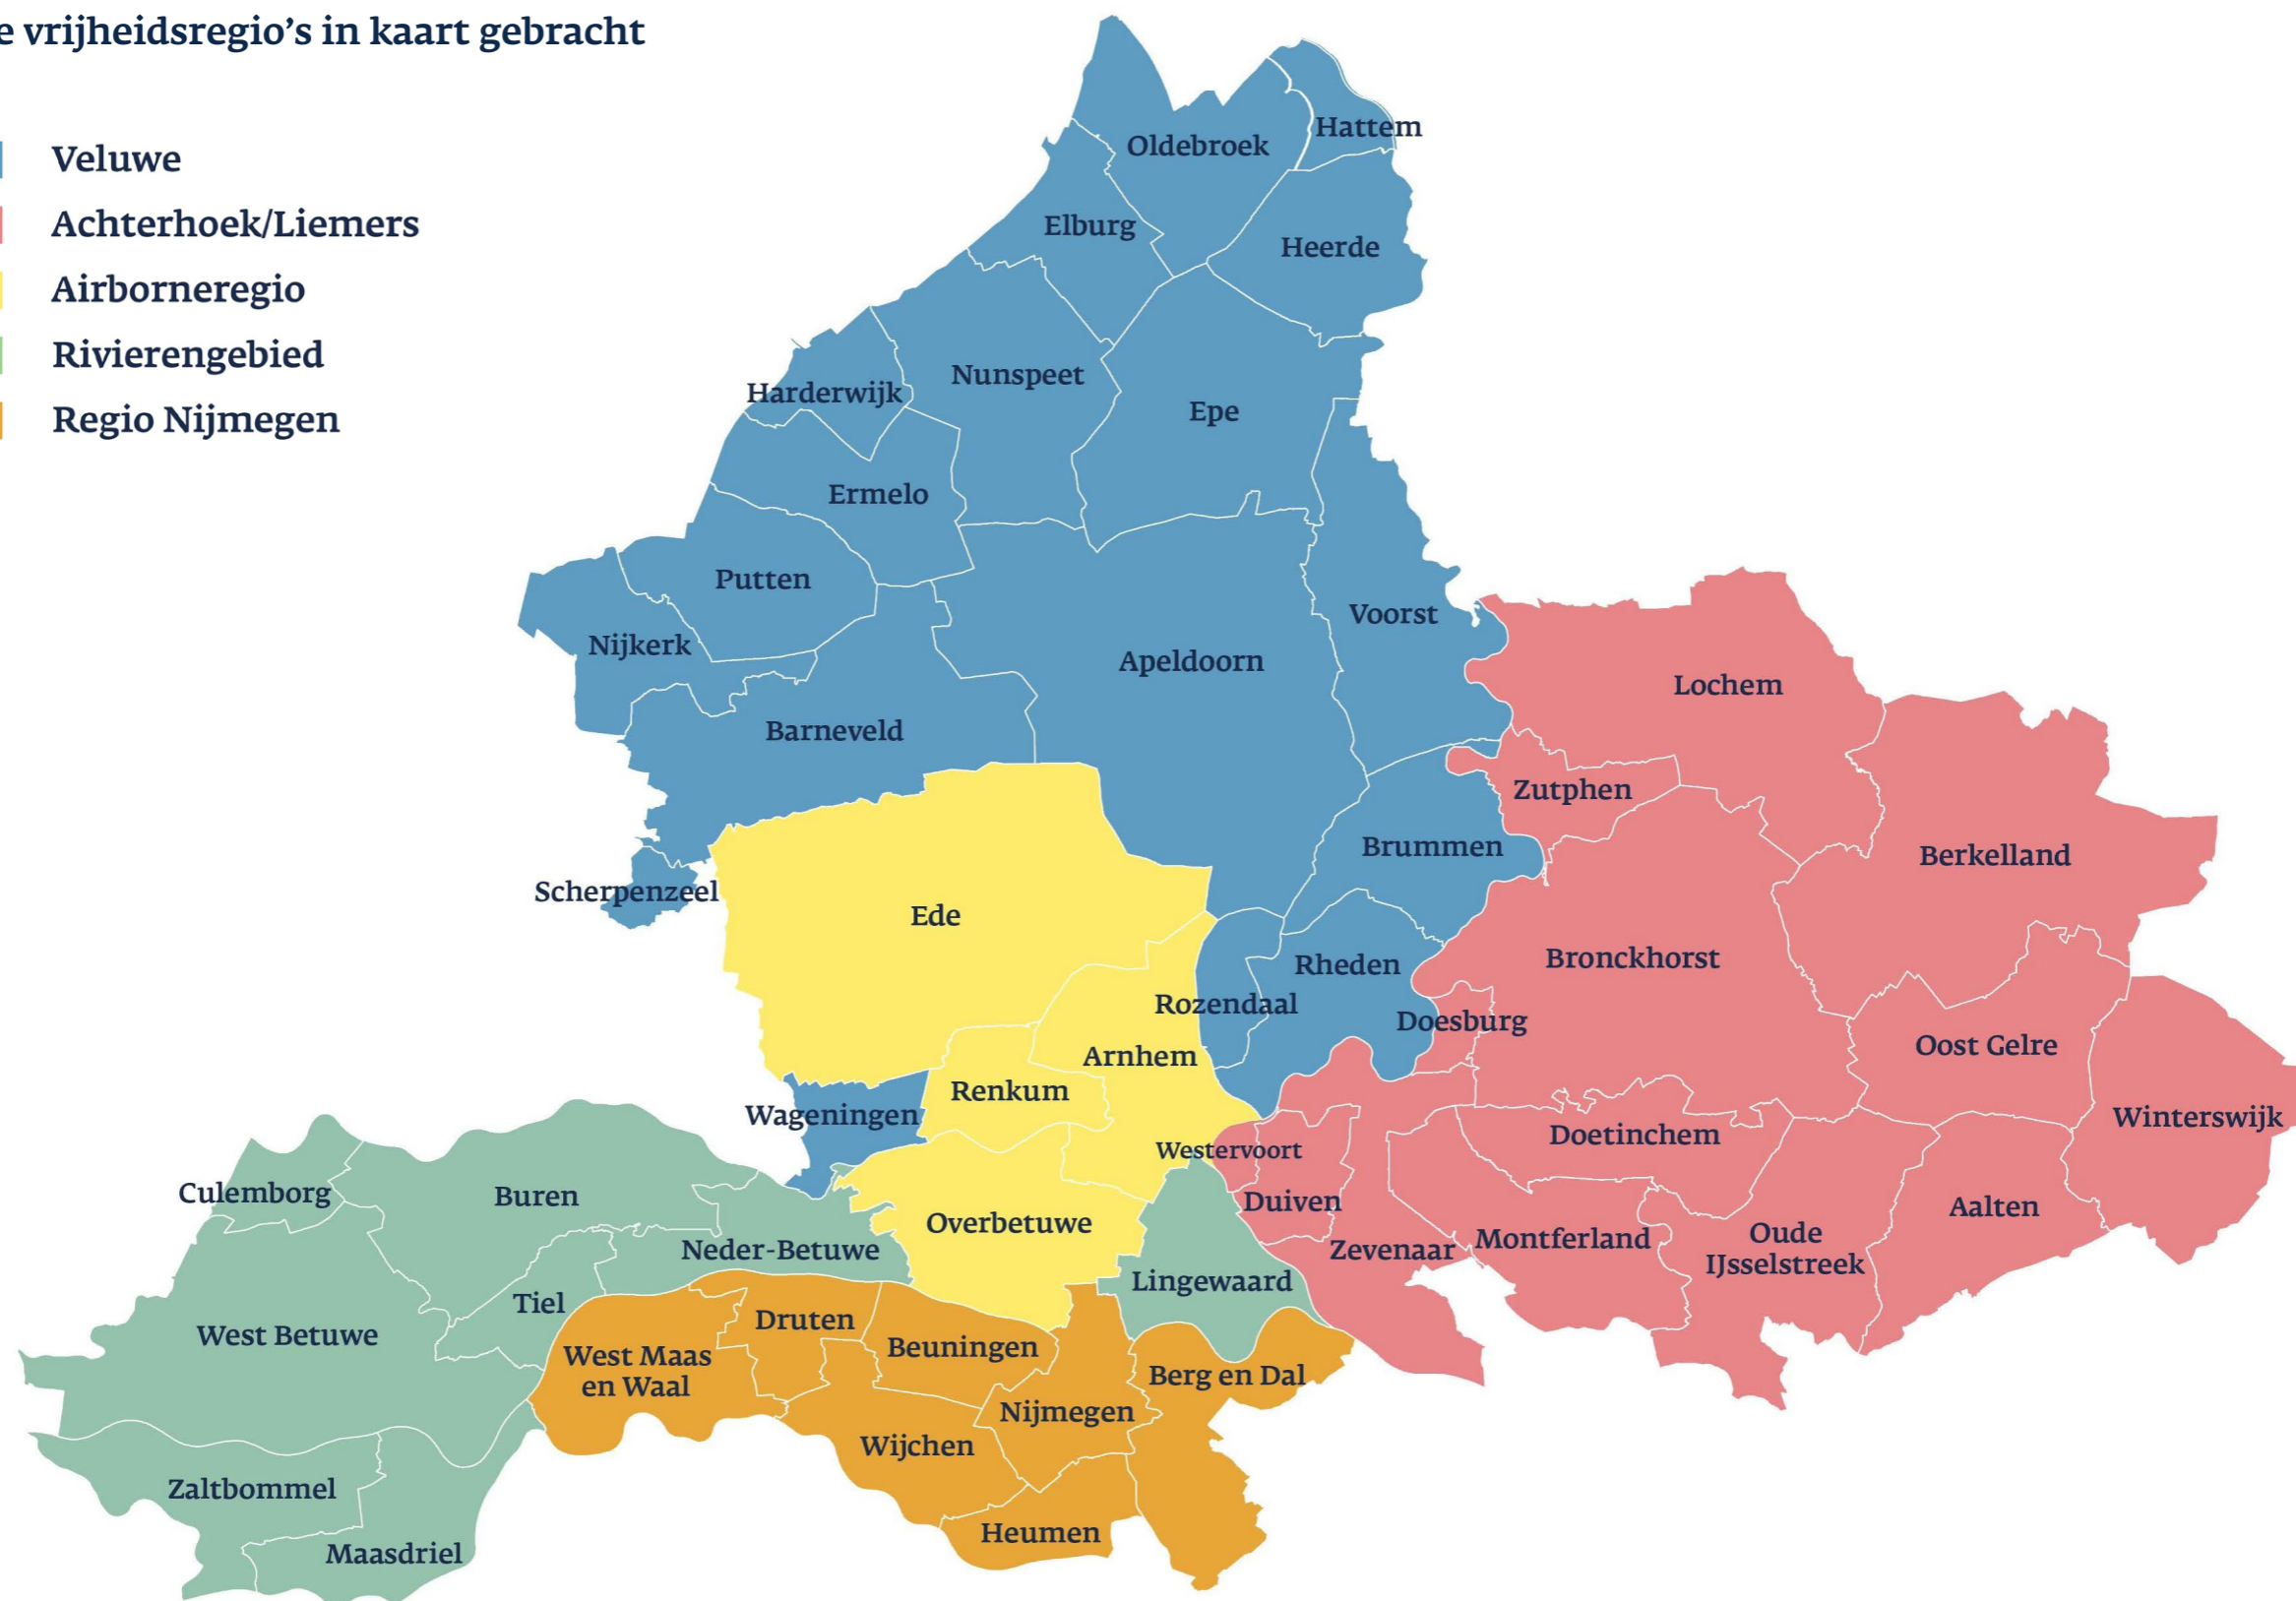 e vrijheidsregio’s in kaart gebracht
Veluwe
Achterhoek/Liemers
Airborneregio
Rivierengebied
Regio Nijmegen
Hattem
Oldebroek
Elburg
Heerde
Nunspeet
Harderwijk
Epe
Ermelo
Putten
Voorst
Nijkerk
Apeldoorn
Lochem
Barneveld
Zutphen
Brummen
Berkelland
Scherpenzeel
Ede
Bronckhorst
Rheden
Rozendaal
Doesburg
Oost Gelre
Arnhem
Renkum
Wageningen
Winterswijk
Doetinchem
Westervoort
Culemborg
Buren
Duiven
Aalten
Overbetuwe
Oude
IJsselstreek
Montferland
Neder-Betuwe
Zevenaar
Lingewaard
Tiel
Druten
West Betuwe
Beuningen
West Maas
en Waal
Berg en Dal
Nijmegen
Wijchen
Zaltbommel
Heumen
Maasdriel